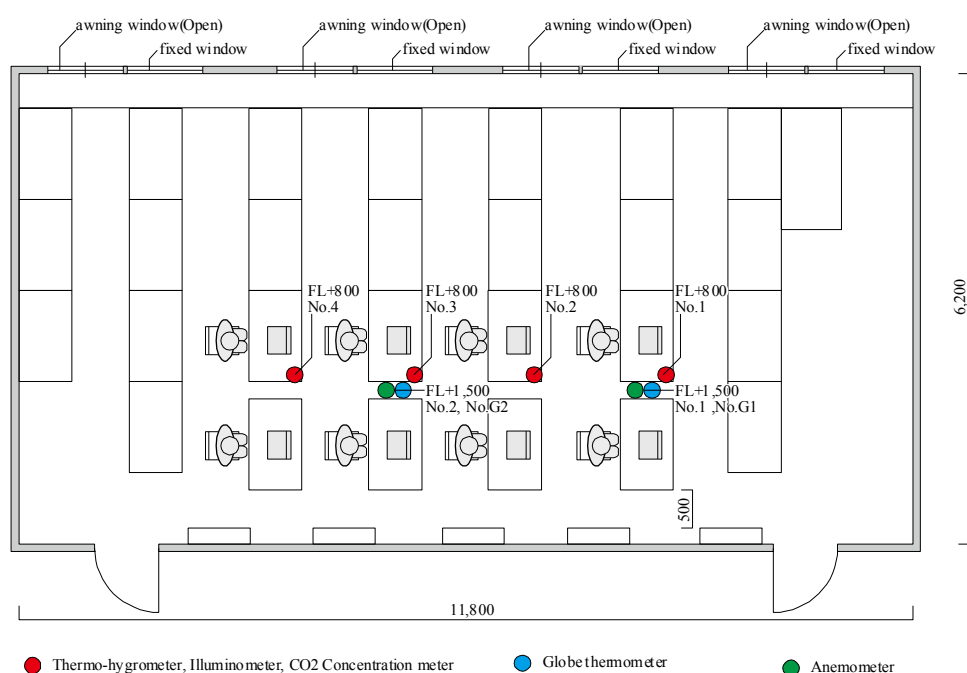 awning window(Open)
awning window(Open)
awning window(Open)
awning window(Open)
fixed window
fixed window
fixed window
fixed window
FL+800
No.4
FL+800
No.3
FL+800
No.2
FL+800
No.1
FL+1,500
No.2, No.G2
FL+1,500
No.1 ,No.G1
6,200
500
11,800
Thermo-hygrometer, Illuminometer, CO2 Concentration meter
Globe thermometer
Anemometer